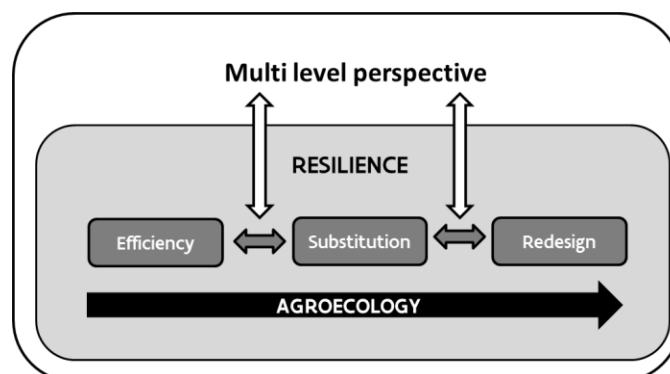 Multi level perspective
RESILIENCE
Efficiency
Substitution
Redesign
AGROECOLOGY